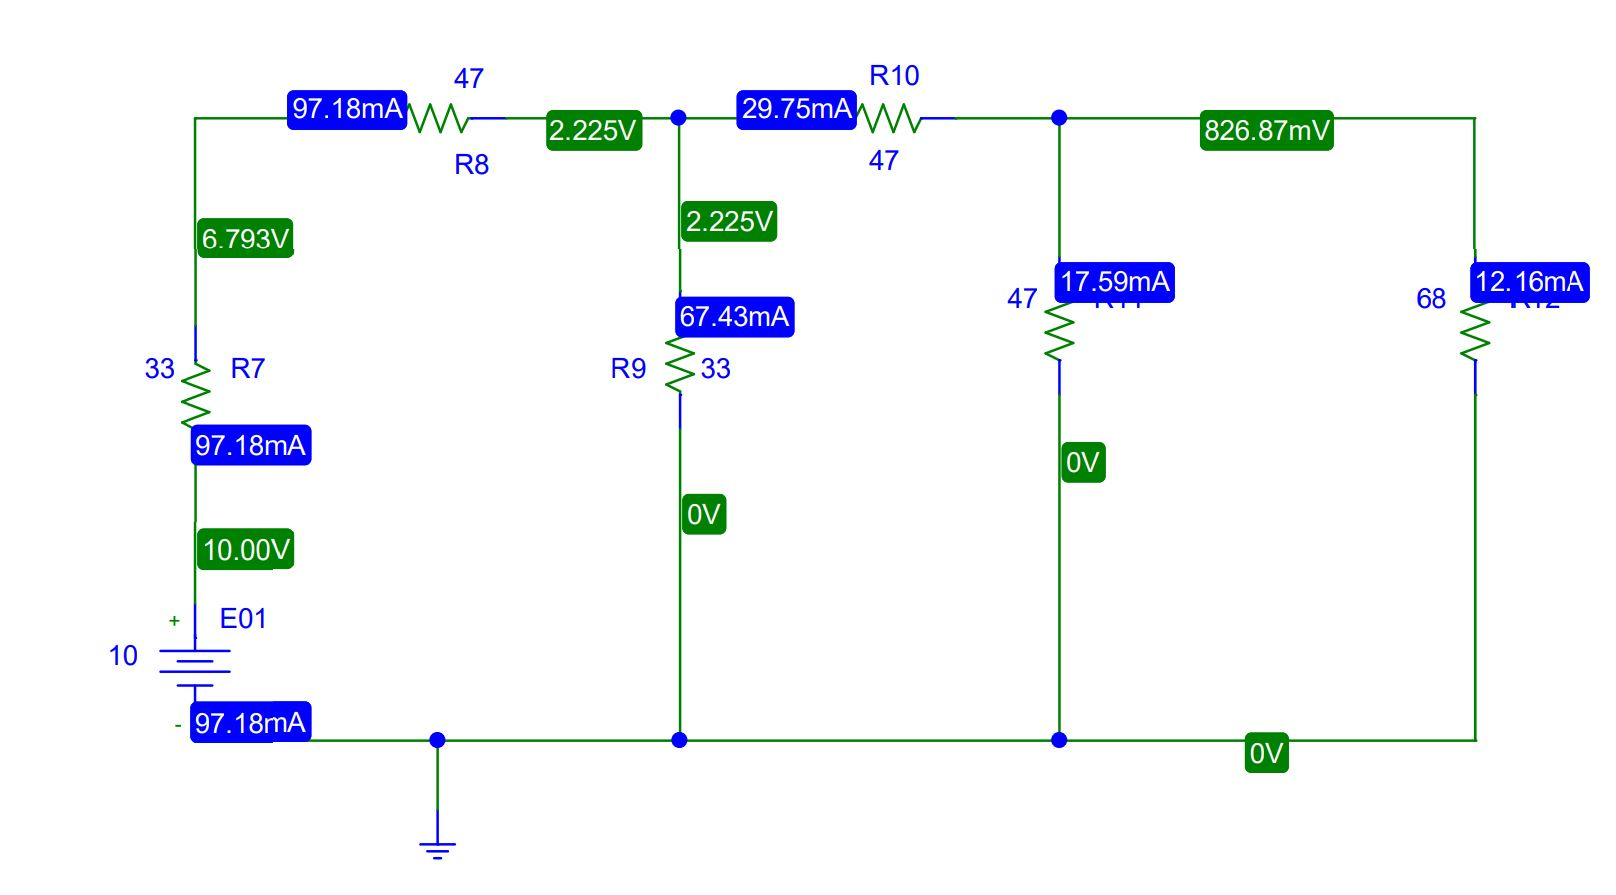 47
R10
97.18mA
29.75mA
2.225V
826.87mV
R8
47
6.793V
2.225V
17.59mA
12.16mA
47
68
67.43mA
33
R7
R9
33
97.18mA
0V
0V
10.00V
+
E01
10
-
97.18mA
0V